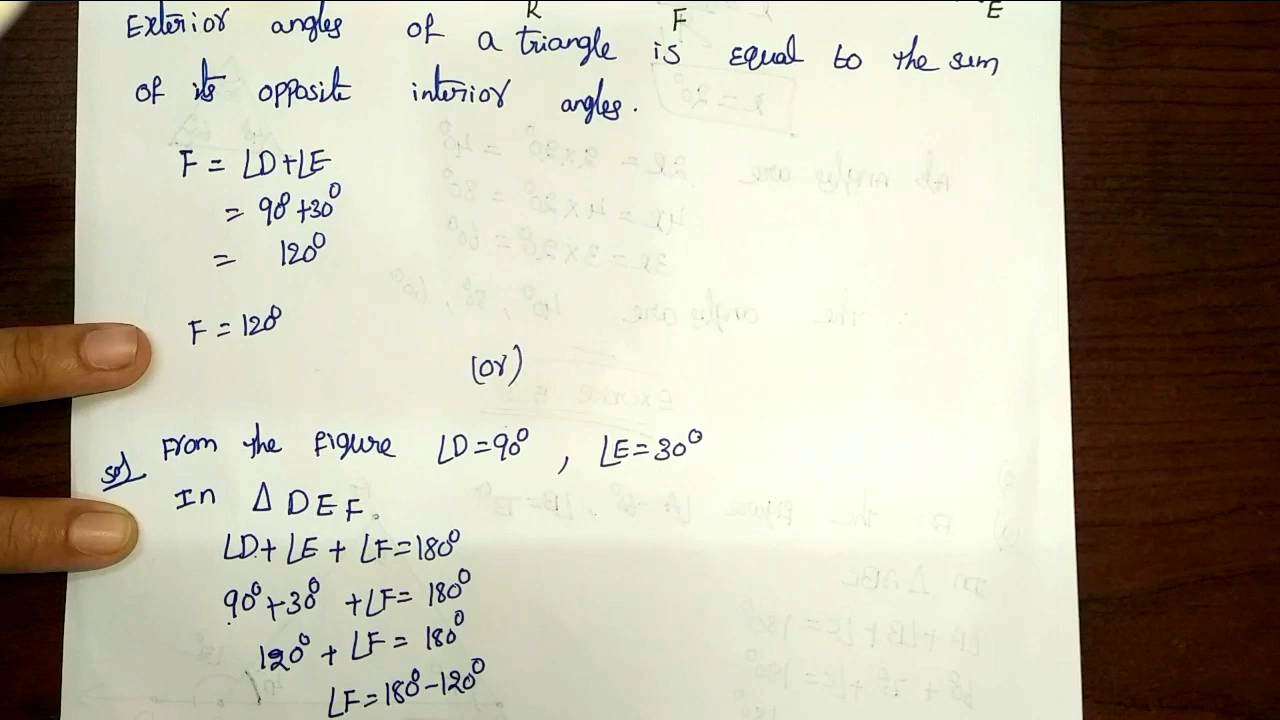 R F E
Exterior angles of a triangle is equal to the sum
of its opposite interior angles.
F = ∠D+∠E
= 90°+30°
= 120°
F = 120°
(or)
Sol From the figure ∠D=90°, ∠E=30°
In Δ DEF.
∠D+∠E+∠F=180°
90°+30°+∠F=180°
120°+∠F=180°
∠F=180°-120°